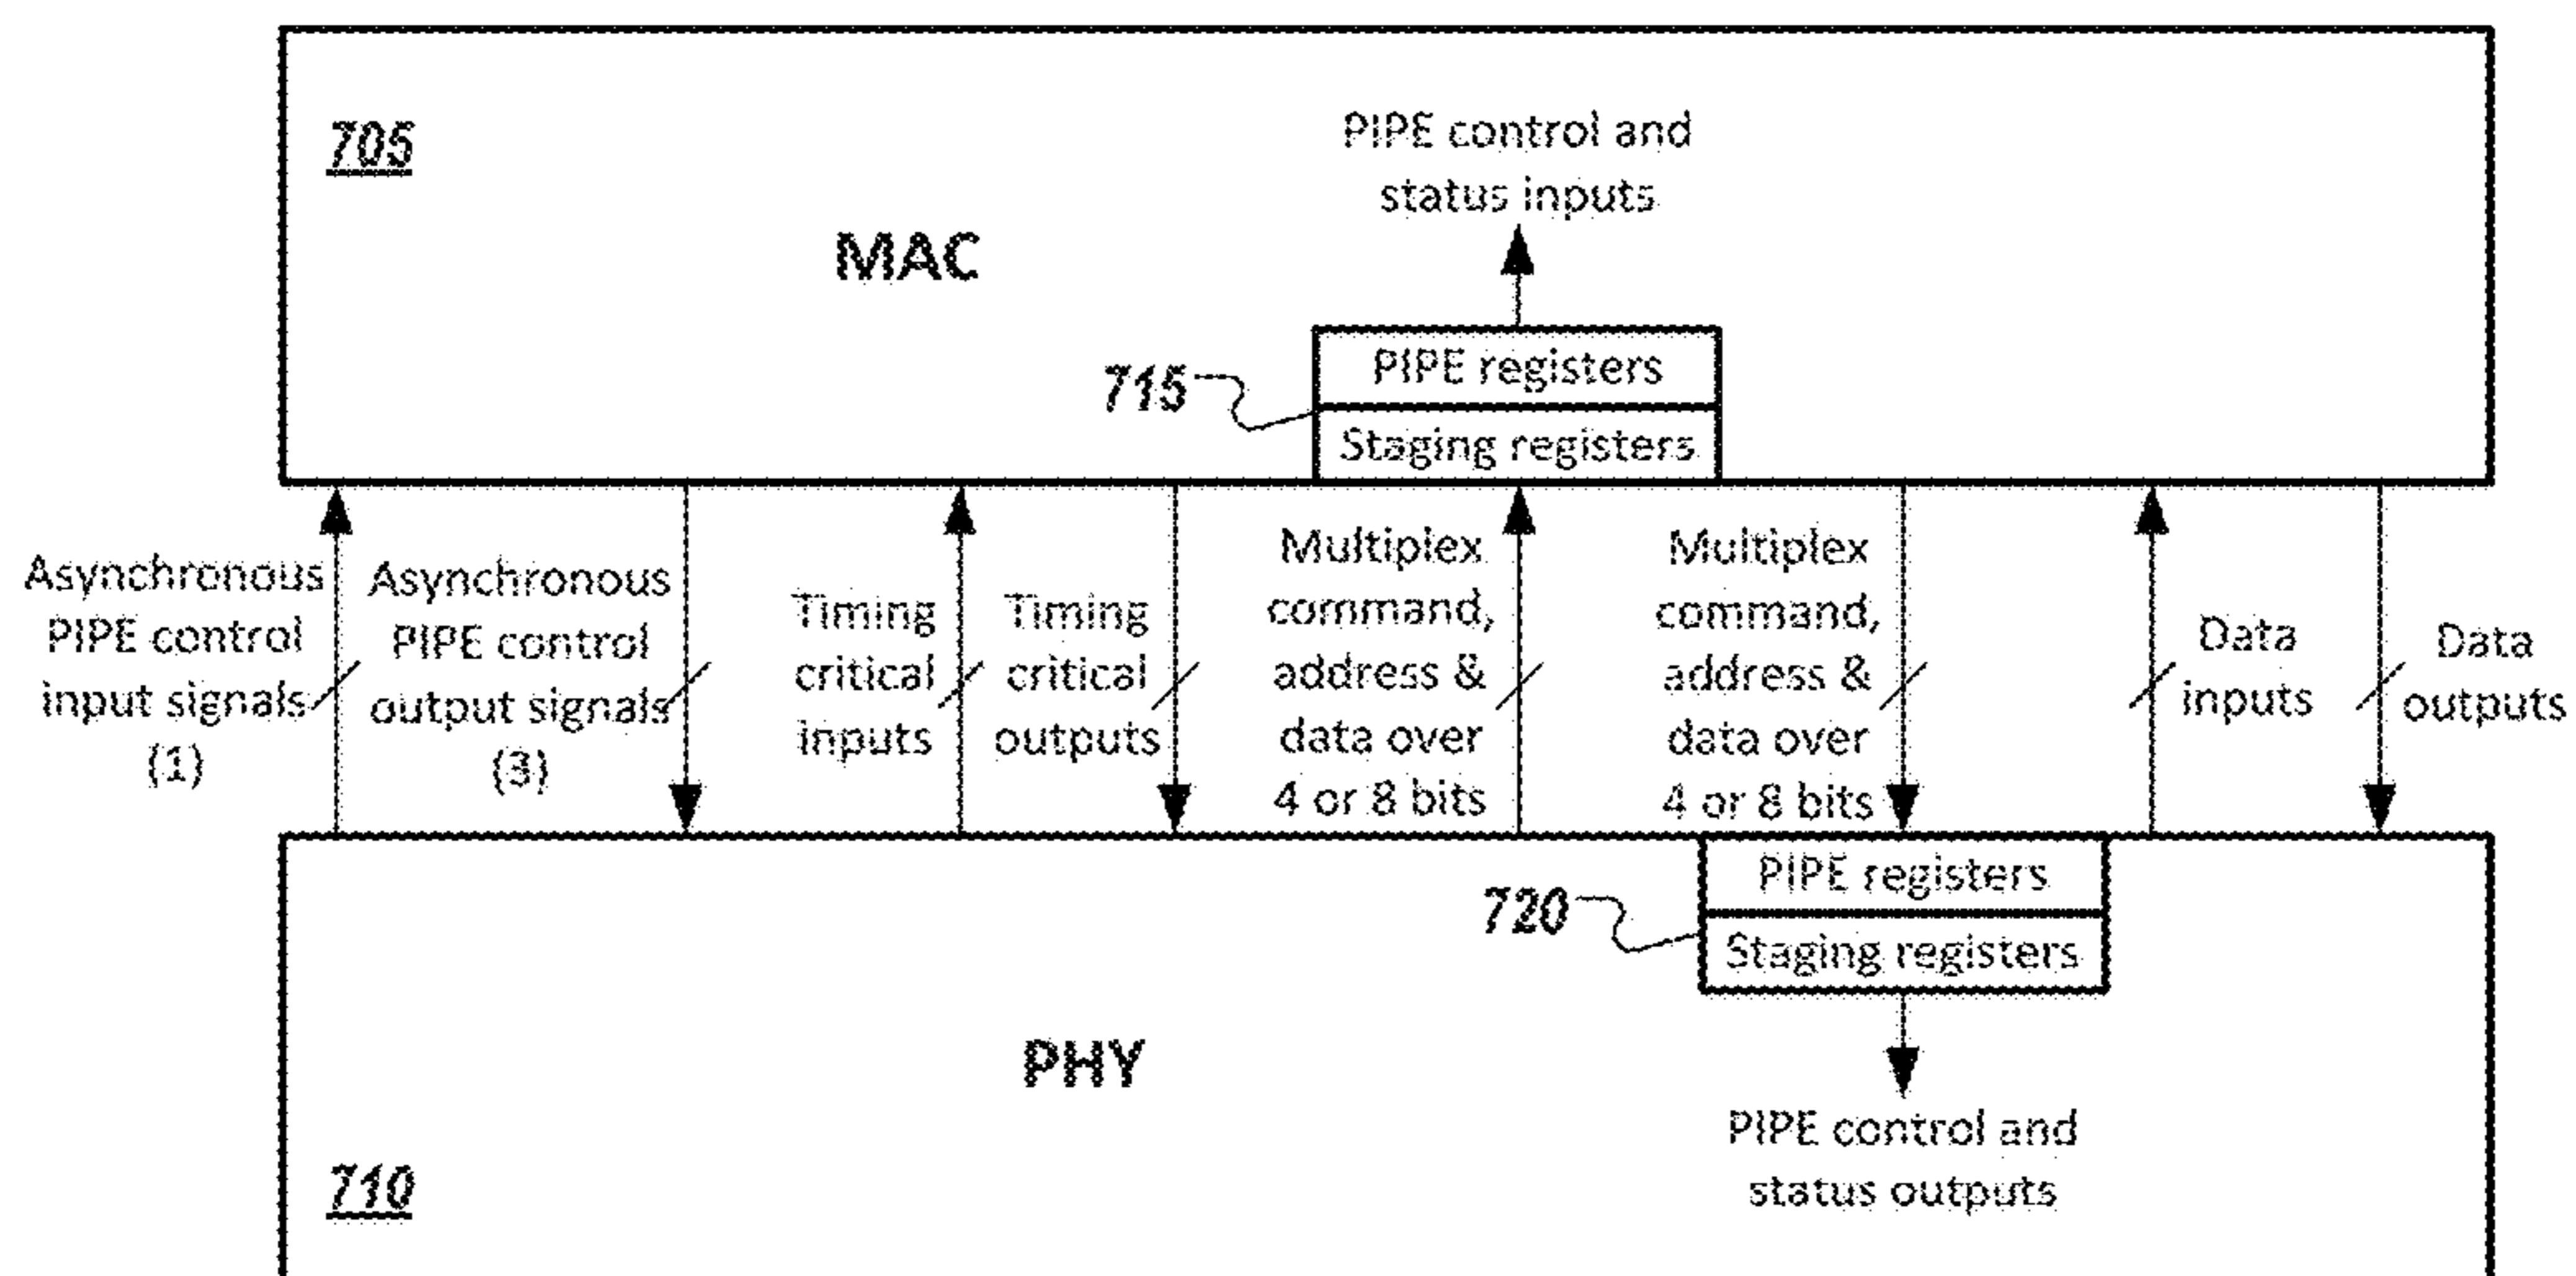 705
MAC
PIPE control and
status inputs
715
PIPE registers
Staging registers
Asynchronous
PIPE control
input signals
(1)
Asynchronous
PIPE control
output signals
(3)
Timing
critical
inputs
Timing
critical
outputs
Multiplex
command,
address &
data over
4 or 8 bits
Multiplex
command,
address &
data over
4 or 8 bits
Data
inputs
Data
outputs
720
PIPE registers
Staging registers
PHY
PIPE control and
status outputs
710